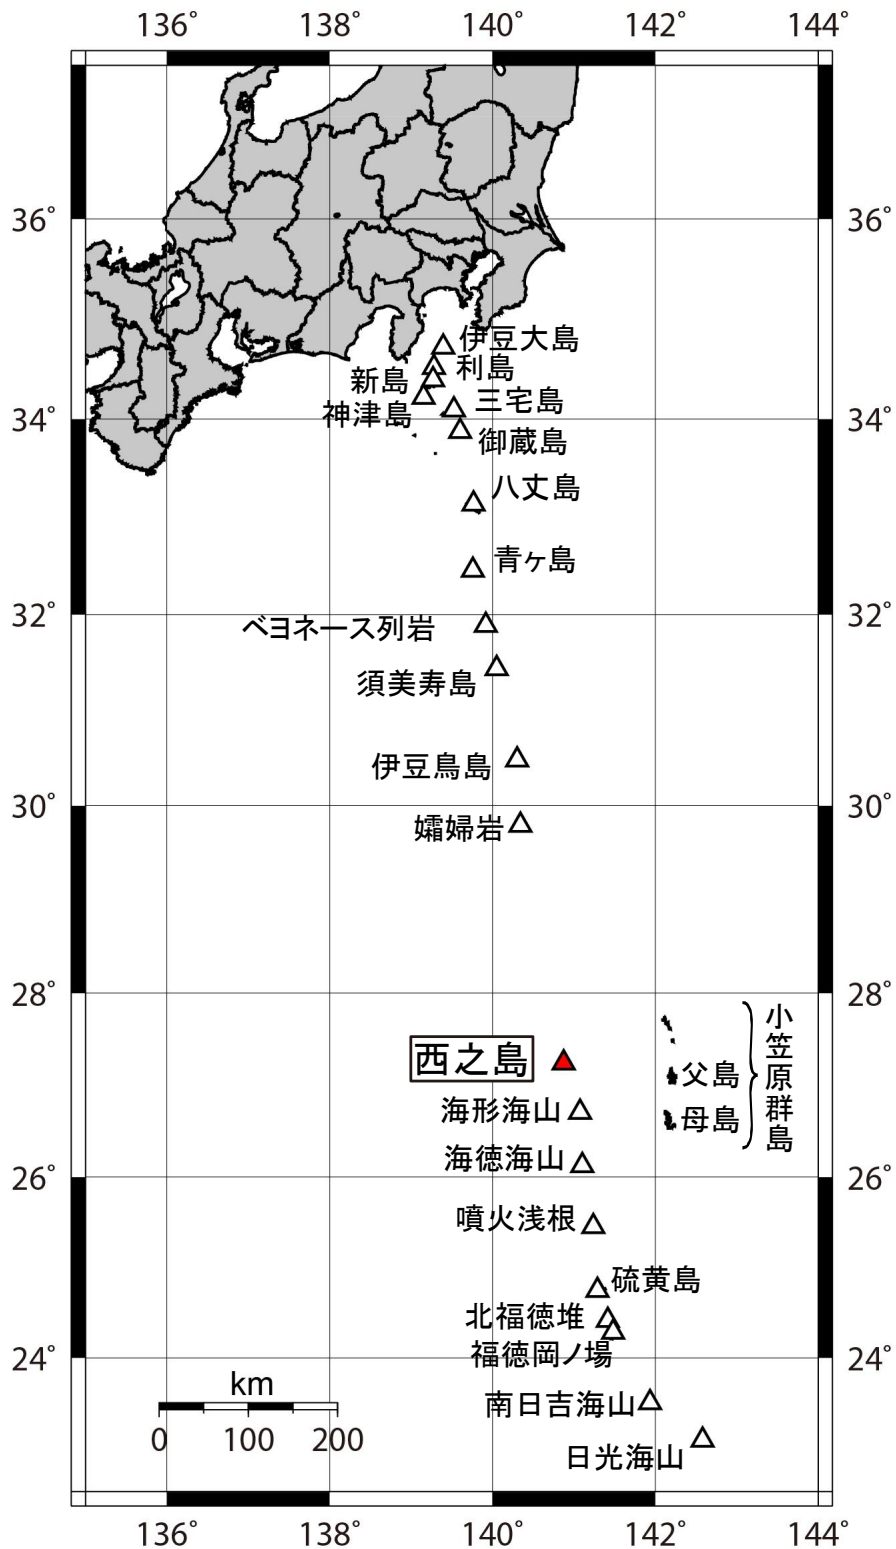 136° 138° 140° 142° 144°
36° 36°
伊豆大島
利島
新島
三宅島
神津島
34° 34°
御蔵島
八丈島
青ヶ島
32° 32°
ベヨネース列岩
須美寿島
伊豆鳥島
30° 30°
孀婦岩
28° 28°
小笠原群島
西之島
父島
海形海山
母島
海徳海山
26° 26°
噴火浅根
硫黄島
北福徳堆
福徳岡ノ場
24° 24°
km
南日吉海山
0 100 200
日光海山
136° 138° 140° 142° 144°